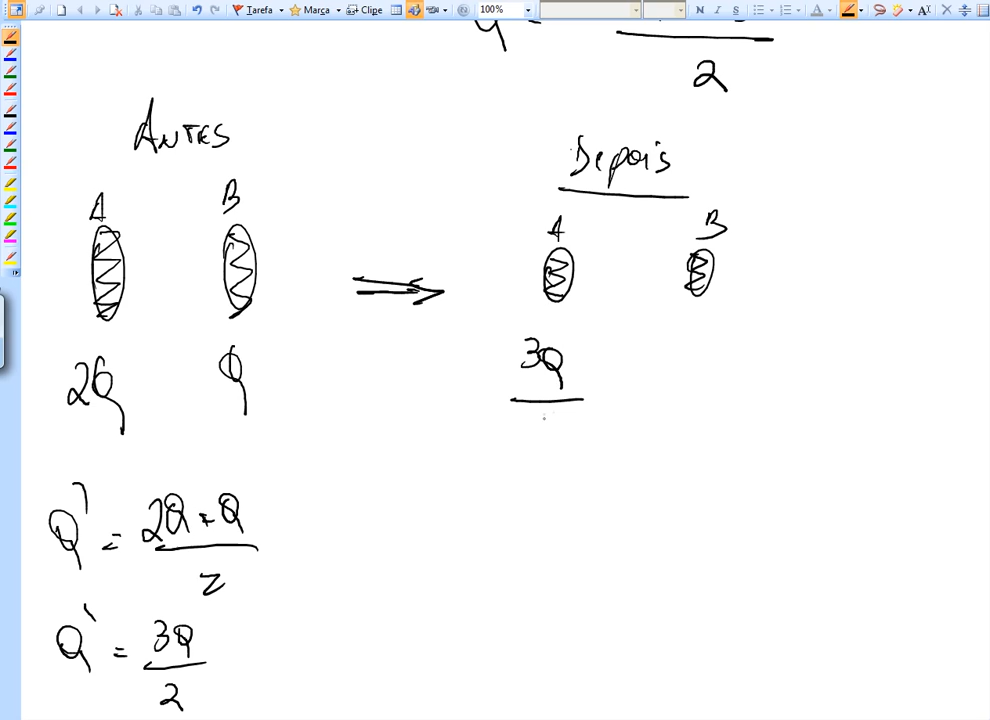 Tarefa Marca Clipe 100% N I S A A
2
ANTES
Depois
A B
A B
2Q Q
3Q
Q' = 2Q + Q
2
Q' = 3Q
2